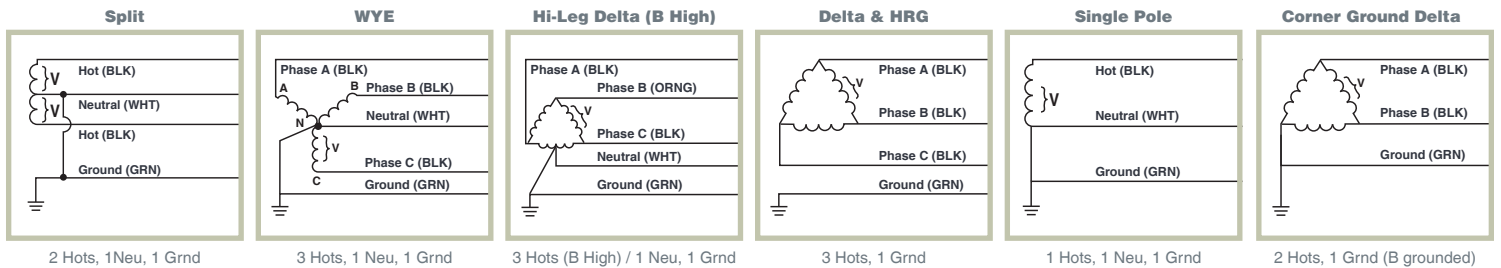 Split
Hot (BLK)
V
Neutral (WHT)
V
Hot (BLK)
Ground (GRN)
2 Hots, 1Neu, 1 Grnd
WYE
Phase A (BLK)
A
B
Phase B (BLK)
N
Neutral (WHT)
V
Phase C (BLK)
C
Ground (GRN)
3 Hots, 1 Neu, 1 Grnd
Hi-Leg Delta (B High)
Phase A (BLK)
Phase B (ORNG)
V
Phase C (BLK)
Neutral (WHT)
Ground (GRN)
3 Hots (B High) / 1 Neu, 1 Grnd
Delta & HRG
Phase A (BLK)
V
Phase B (BLK)
Phase C (BLK)
Ground (GRN)
3 Hots, 1 Grnd
Single Pole
Hot (BLK)
V
Neutral (WHT)
Ground (GRN)
1 Hots, 1 Neu, 1 Grnd
Corner Ground Delta
Phase A (BLK)
V
Phase B (BLK)
Ground (GRN)
2 Hots, 1 Grnd (B grounded)